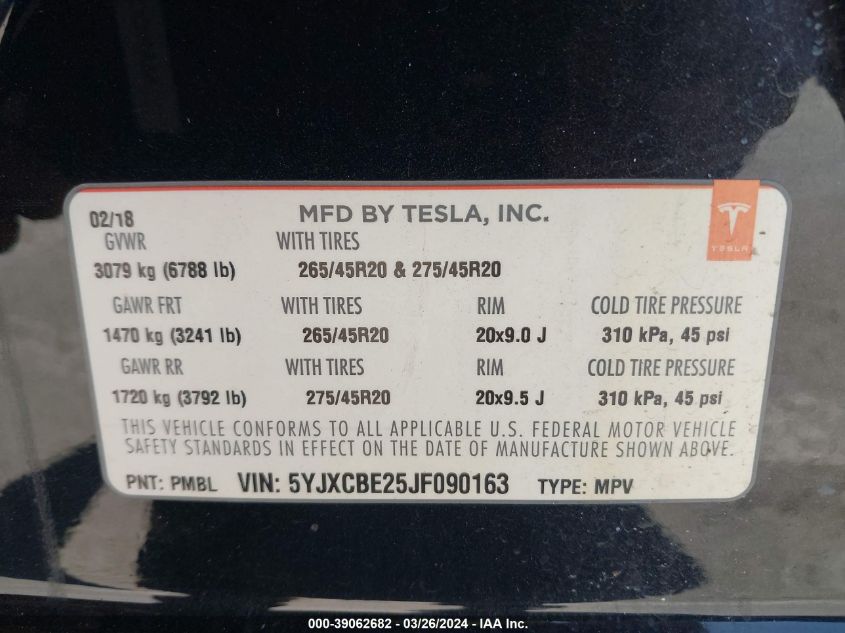 02/18 MFD BY TESLA, INC.
TESLA
GVWR WITH TIRES
3079 kg (6788 lb) 265/45R20 & 275/45R20
GAWR FRT WITH TIRES RIM COLD TIRE PRESSURE
1470 kg (3241 lb) 265/45R20 20x9.0 J 310 kPa, 45 psi
GAWR RR WITH TIRES RIM COLD TIRE PRESSURE
1720 kg (3792 lb) 275/45R20 20x9.5 J 310 kPa, 45 psi
THIS VEHICLE CONFORMS TO ALL APPLICABLE U.S. FEDERAL MOTOR VEHICLE
SAFETY STANDARDS IN EFFECT ON THE DATE OF MANUFACTURE SHOWN ABOVE.
PNT: PMBL VIN: 5YJXCBE25JF090163 TYPE: MPV
000-39062682 - 03/26/2024 - IAA Inc.